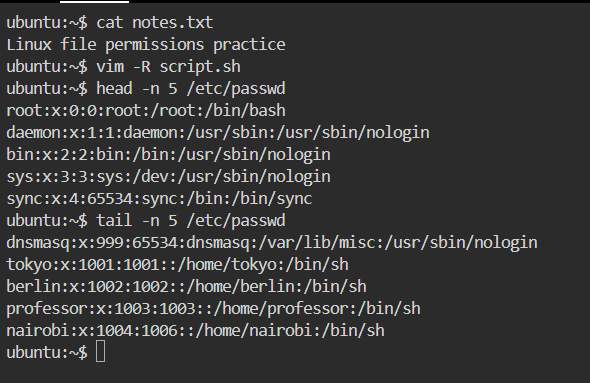 ubuntu:~$ cat notes.txt
Linux file permissions practice
ubuntu:~$ vim -R script.sh
ubuntu:~$ head -n 5 /etc/passwd
root:x:0:0:root:/root:/bin/bash
daemon:x:1:1:daemon:/usr/sbin:/usr/sbin/nologin
bin:x:2:2:bin:/bin:/usr/sbin/nologin
sys:x:3:3:sys:/dev:/usr/sbin/nologin
sync:x:4:65534:sync:/bin:/bin/sync
ubuntu:~$ tail -n 5 /etc/passwd
dnsmasq:x:999:65534:dnsmasq:/var/lib/misc:/usr/sbin/nologin
tokyo:x:1001:1001::/home/tokyo:/bin/sh
berlin:x:1002:1002::/home/berlin:/bin/sh
professor:x:1003:1003::/home/professor:/bin/sh
nairobi:x:1004:1006::/home/nairobi:/bin/sh
ubuntu:~$